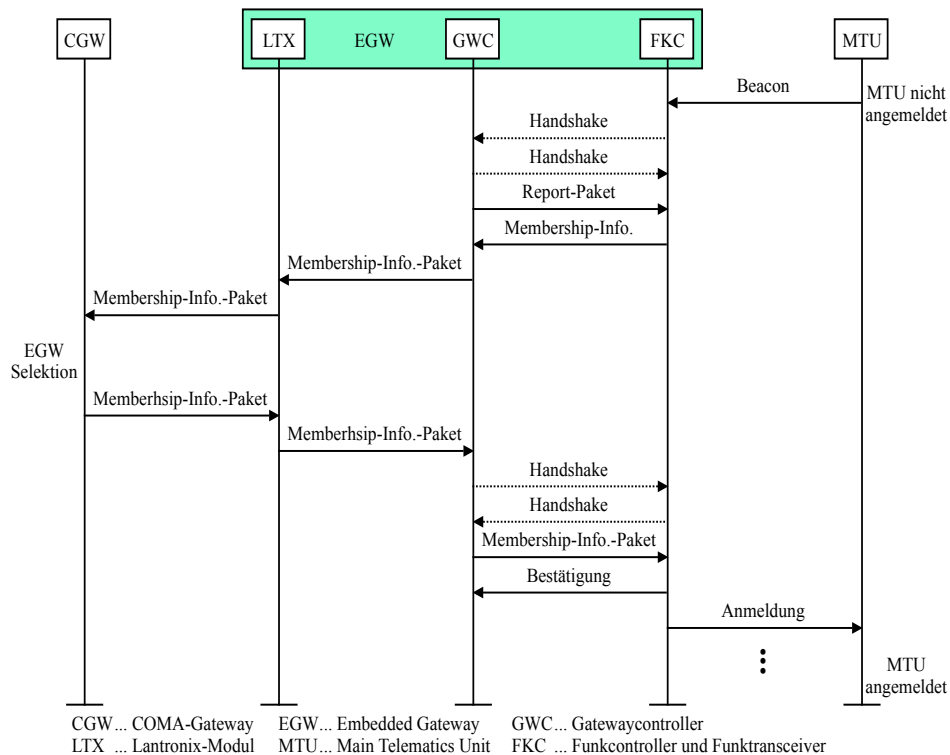 CGW LTX EGW GWC FKC MTU
Beacon
MTU nicht
angemeldet
Handshake
Handshake
Report-Paket
Membership-Info.
Membership-Info.-Paket
Membership-Info.-Paket
EGW
Selektion
Memberhsip-Info.-Paket
Memberhsip-Info.-Paket
Handshake
Handshake
Membership-Info.-Paket
Bestätigung
Anmeldung
MTU
angemeldet
CGW... COMA-Gateway EGW... Embedded Gateway GWC... Gatewaycontroller
LTX ... Lantronix-Modul MTU... Main Telematics Unit FKC ... Funkcontroller und Funktransceiver